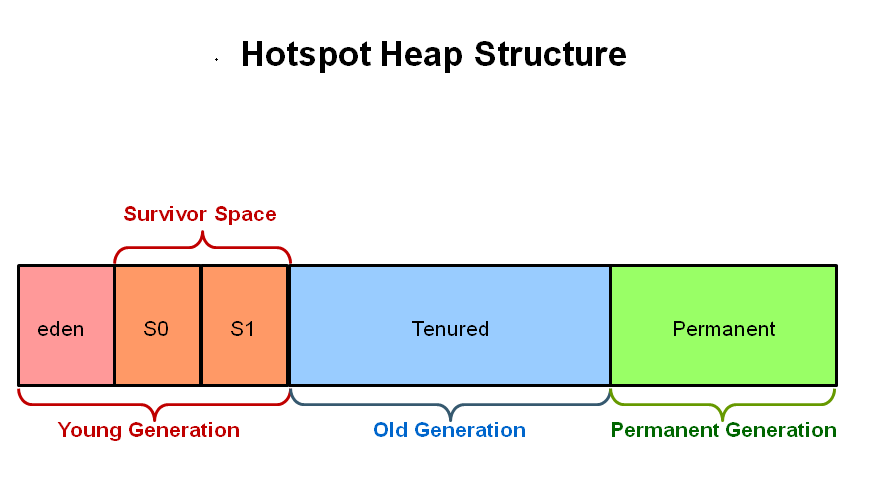 Hotspot Heap Structure
Survivor Space
eden
S0
S1
Tenured
Permanent
Young Generation
Old Generation
Permanent Generation